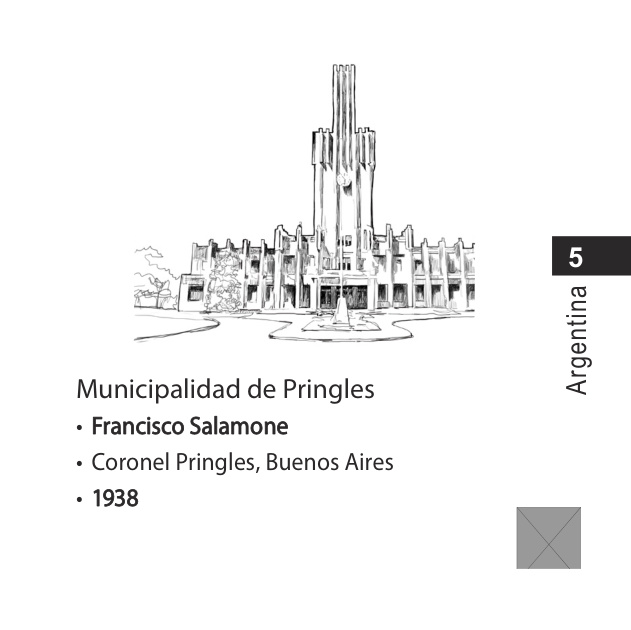 5
Argentina
Municipalidad de Pringles
• Francisco Salamone
• Coronel Pringles, Buenos Aires
• 1938